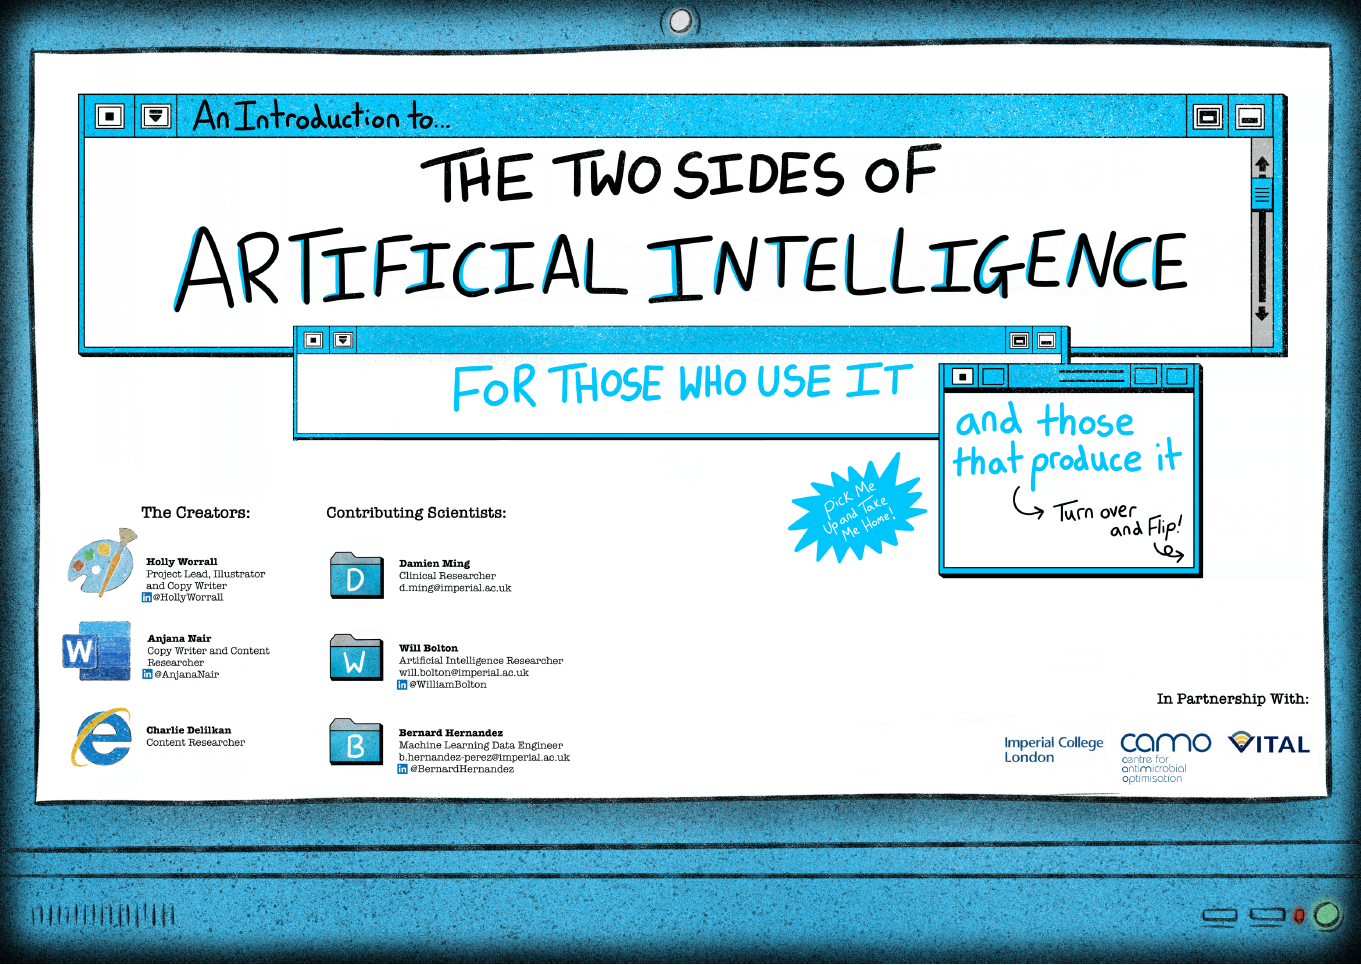 An Introduction to...
THE TWO SIDES OF
ARTIFICIAL INTELLIGENCE
FOR THOSE WHO USE IT
and those
that produce it
Turn over
and Flip!
Pick Me
Up and Take
Me Home!
The Creators:
Holly Worrall
Project Lead, Illustrator
and Copy Writer
in @HollyWorrall
W
Anjana Nair
Copy Writer and Content
Researcher
in @AnjanaNair
Charlie Delilkan
Content Researcher
Contributing Scientists:
D
Damien Ming
Clinical Researcher
d.ming@imperial.ac.uk
W
Will Bolton
Artificial Intelligence Researcher
will.bolton@imperial.ac.uk
in @WilliamBolton
B
Bernard Hernandez
Machine Learning Data Engineer
b.hernandez-perez@imperial.ac.uk
in @BernardHernandez
In Partnership With:
Imperial College
London
camo
centre for
antimicrobial
optimisation
VITAL